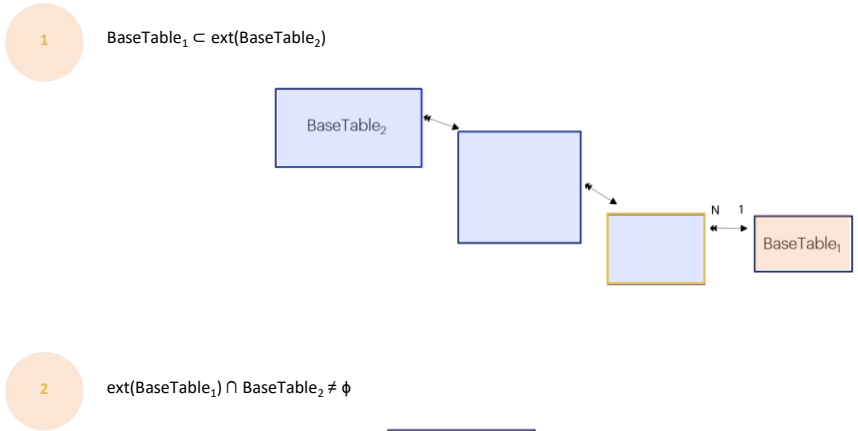 1
BaseTable₁ ⊂ ext(BaseTable₂)
BaseTable₂
N 1
BaseTable₁
2
ext(BaseTable₁) ∩ BaseTable₂ ≠ ϕ